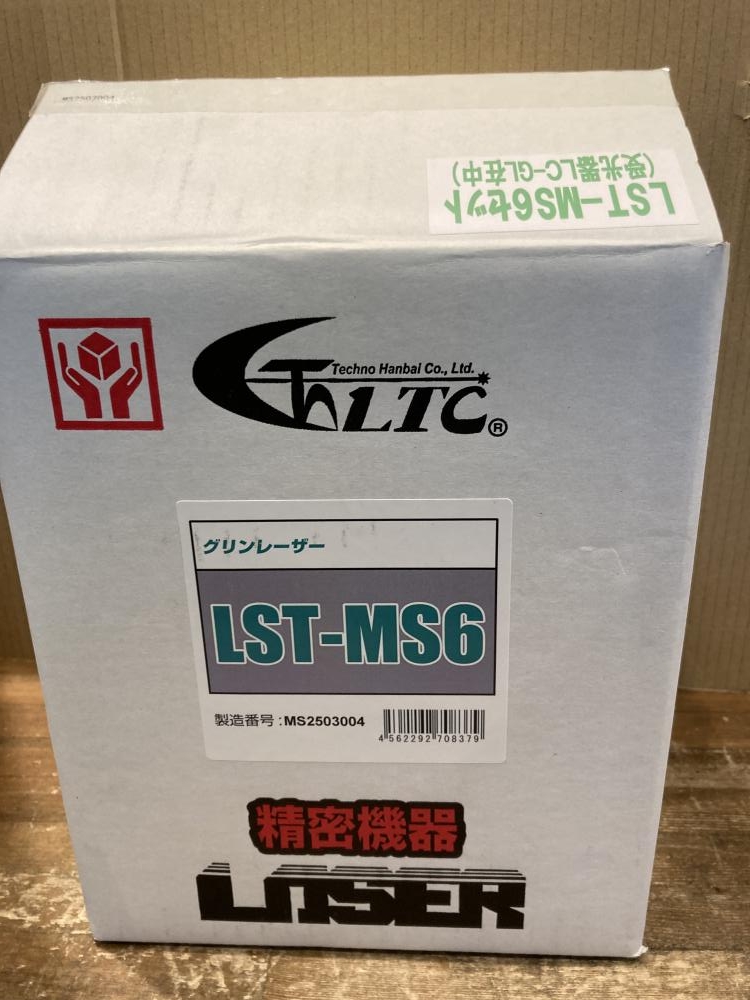 MS2503004
LST-MS6セット
(受光器LC-GL在中)
Techno Hanbai Co., Ltd.
LTC®
グリンレーザー
LST-MS6
製造番号:MS2503004
4562292708379
精密機器
LASER